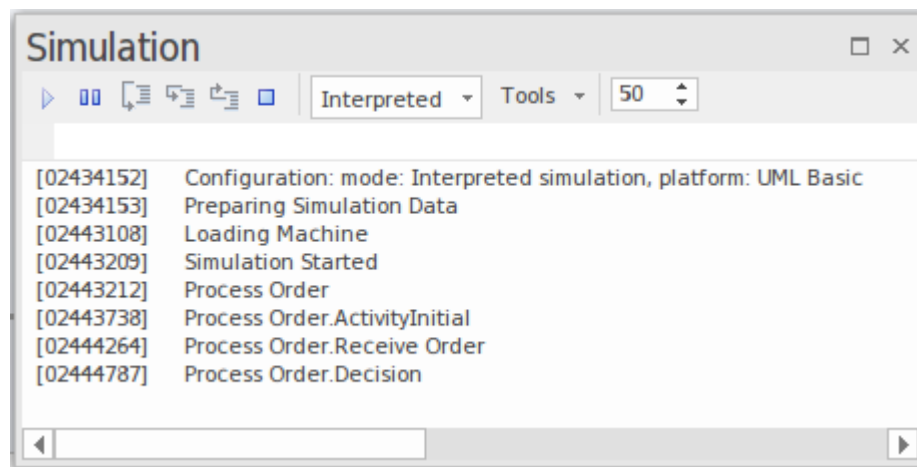 Simulation
Interpreted Tools 50
[02434152] Configuration: mode: Interpreted simulation, platform: UML Basic
[02434153] Preparing Simulation Data
[02443108] Loading Machine
[02443209] Simulation Started
[02443212] Process Order
[02443738] Process Order.ActivityInitial
[02444264] Process Order.Receive Order
[02444787] Process Order.Decision